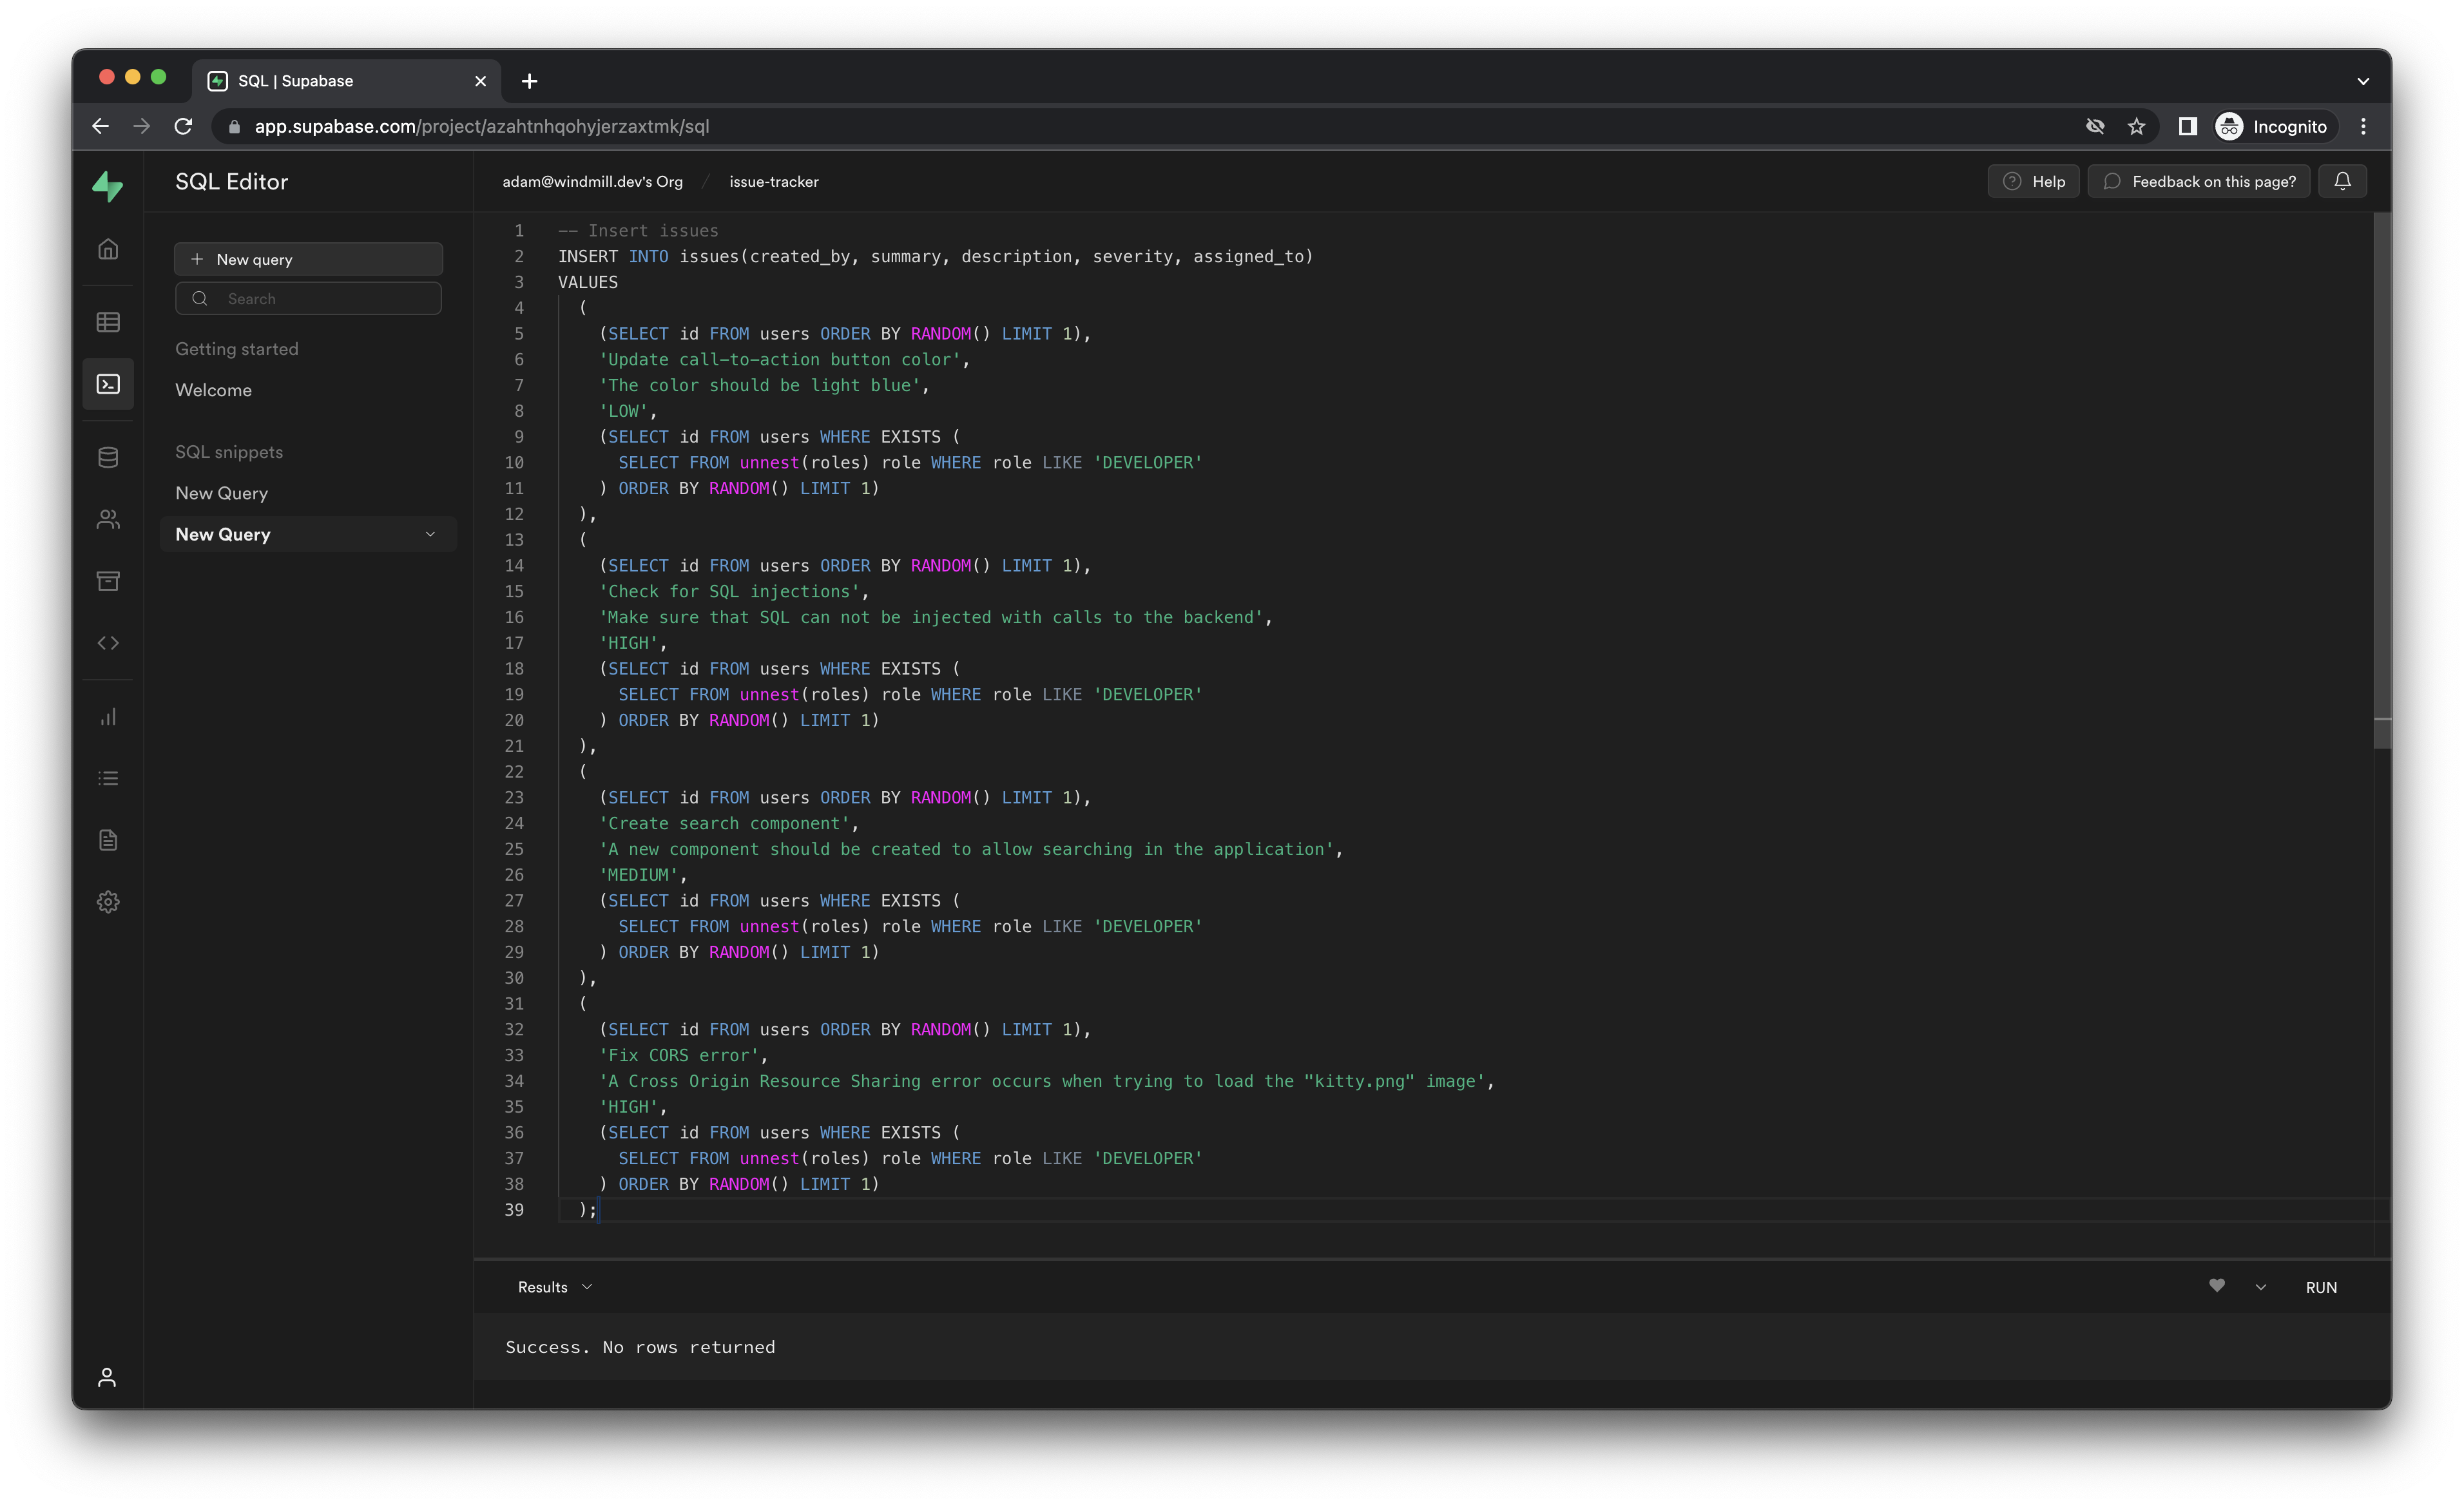 SQL | Supabase
app.supabase.com/project/azahtnhqohyjerzaxtmk/sql
Incognito
SQL Editor
adam@windmill.dev's Org / issue-tracker
Help
Feedback on this page?
New query
Search
Getting started
Welcome
SQL snippets
New Query
New Query
1 -- Insert issues
2 INSERT INTO issues(created_by, summary, description, severity, assigned_to)
3 VALUES
4 (
5 (SELECT id FROM users ORDER BY RANDOM() LIMIT 1),
6 'Update call-to-action button color',
7 'The color should be light blue',
8 'LOW',
9 (SELECT id FROM users WHERE EXISTS (
10 SELECT FROM unnest(roles) role WHERE role LIKE 'DEVELOPER'
11 ) ORDER BY RANDOM() LIMIT 1)
12 ),
13 (
14 (SELECT id FROM users ORDER BY RANDOM() LIMIT 1),
15 'Check for SQL injections',
16 'Make sure that SQL can not be injected with calls to the backend',
17 'HIGH',
18 (SELECT id FROM users WHERE EXISTS (
19 SELECT FROM unnest(roles) role WHERE role LIKE 'DEVELOPER'
20 ) ORDER BY RANDOM() LIMIT 1)
21 ),
22 (
23 (SELECT id FROM users ORDER BY RANDOM() LIMIT 1),
24 'Create search component',
25 'A new component should be created to allow searching in the application',
26 'MEDIUM',
27 (SELECT id FROM users WHERE EXISTS (
28 SELECT FROM unnest(roles) role WHERE role LIKE 'DEVELOPER'
29 ) ORDER BY RANDOM() LIMIT 1)
30 ),
31 (
32 (SELECT id FROM users ORDER BY RANDOM() LIMIT 1),
33 'Fix CORS error',
34 'A Cross Origin Resource Sharing error occurs when trying to load the "kitty.png" image',
35 'HIGH',
36 (SELECT id FROM users WHERE EXISTS (
37 SELECT FROM unnest(roles) role WHERE role LIKE 'DEVELOPER'
38 ) ORDER BY RANDOM() LIMIT 1)
39 );
Results
RUN
Success. No rows returned